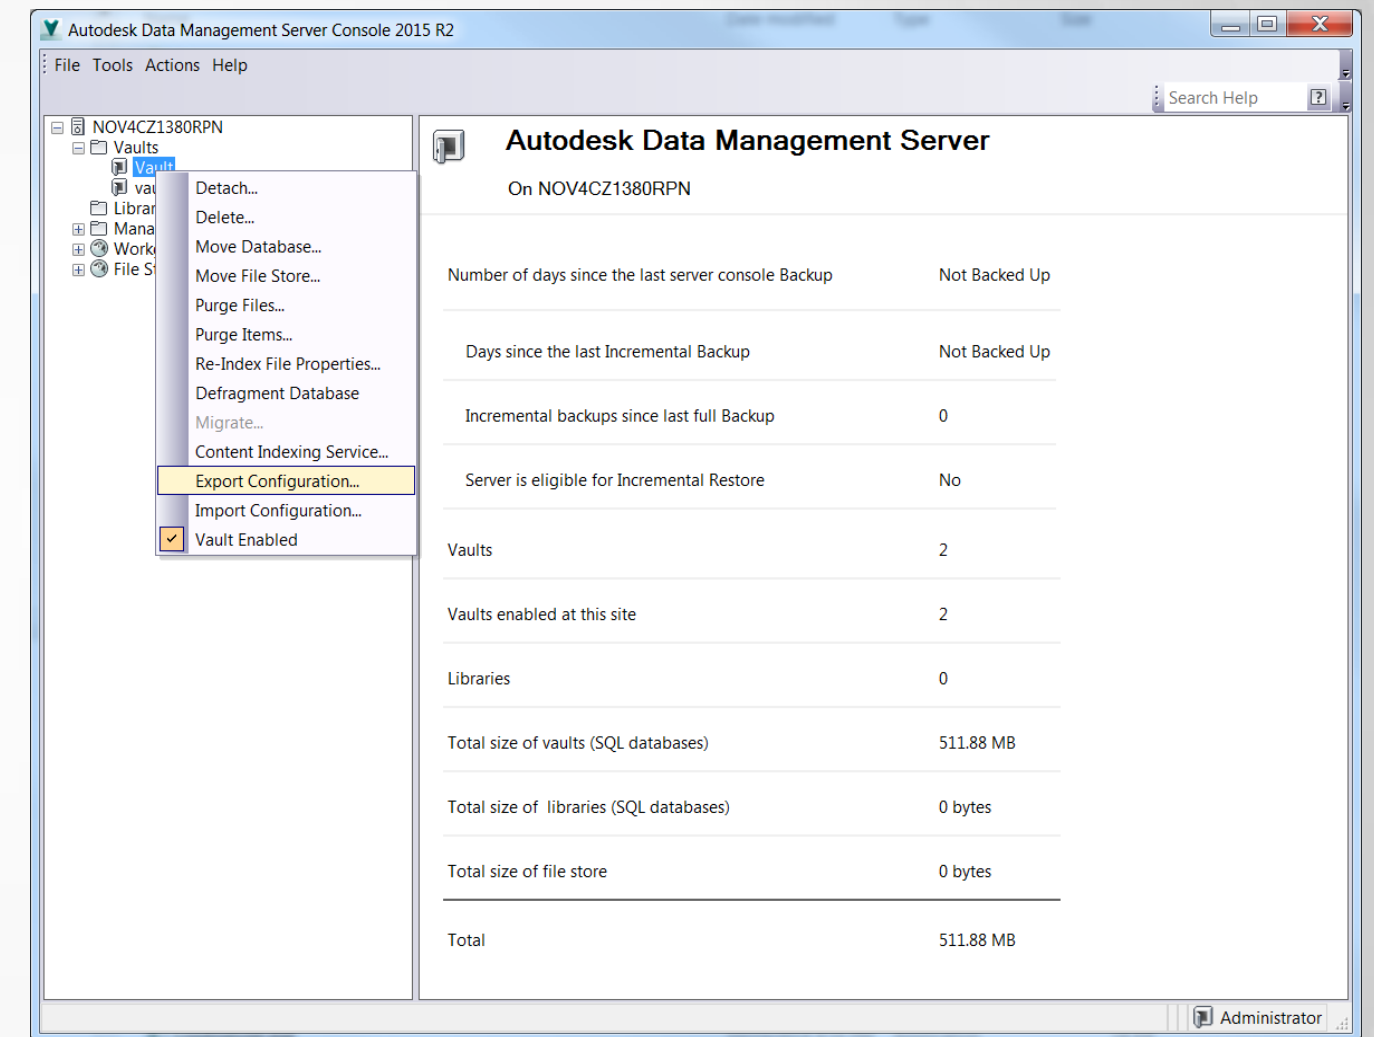 Autodesk Data Management Server Console 2015 R2
File Tools Actions Help
Search Help
NOV4CZ1380RPN
Vaults
Vault
Detach...
Delete...
Move Database...
Move File Store...
Purge Files...
Purge Items...
Re-Index File Properties...
Defragment Database
Migrate...
Content Indexing Service...
Export Configuration...
Import Configuration...
Vault Enabled
Autodesk Data Management Server
On NOV4CZ1380RPN
Number of days since the last server console Backup Not Backed Up
Days since the last Incremental Backup Not Backed Up
Incremental backups since last full Backup 0
Server is eligible for Incremental Restore No
Vaults 2
Vaults enabled at this site 2
Libraries 0
Total size of vaults (SQL databases) 511.88 MB
Total size of libraries (SQL databases) 0 bytes
Total size of file store 0 bytes
Total 511.88 MB
Administrator